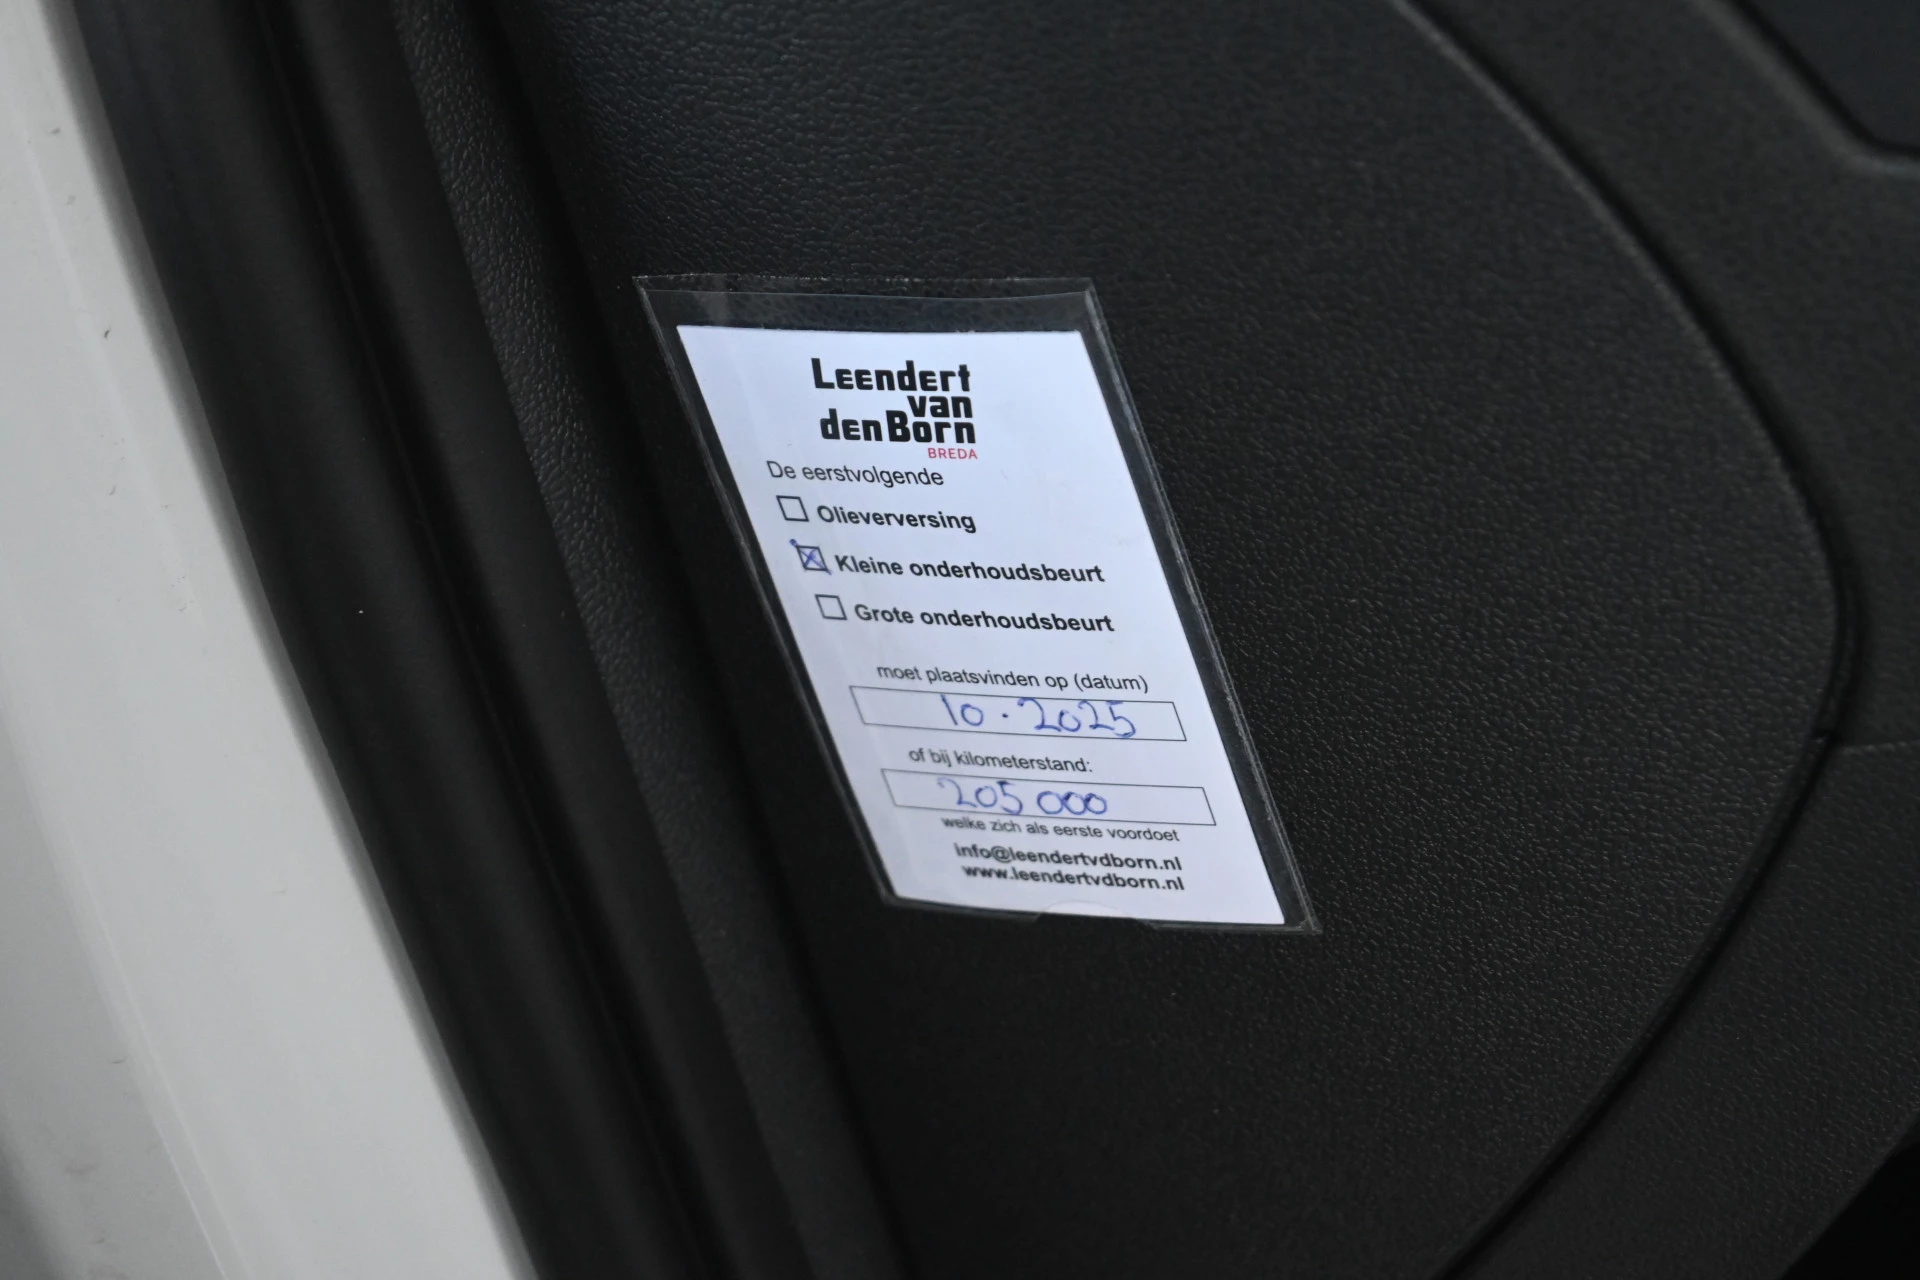 Leendert
van
den Born
BREDA
De eerstvolgende
Olieverversing
Kleine onderhoudsbeurt
Grote onderhoudsbeurt
moet plaatsvinden op (datum)
10 - 2025
of bij kilometerstand:
205 000
welke zich als eerste voordoet
info@leendertvdborn.nl
www.leendertvdborn.nl